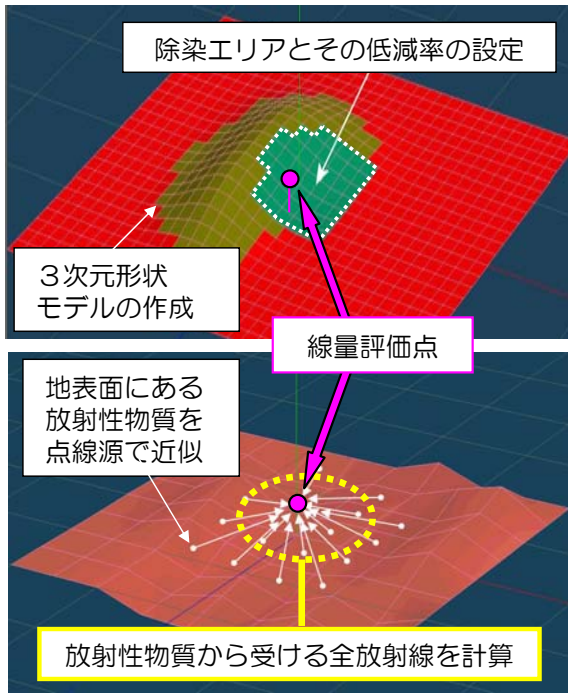 除染エリアとその低減率の設定
３次元形状
モデルの作成
線量評価点
地表面にある
放射性物質を
点線源で近似
放射性物質から受ける全放射線を計算